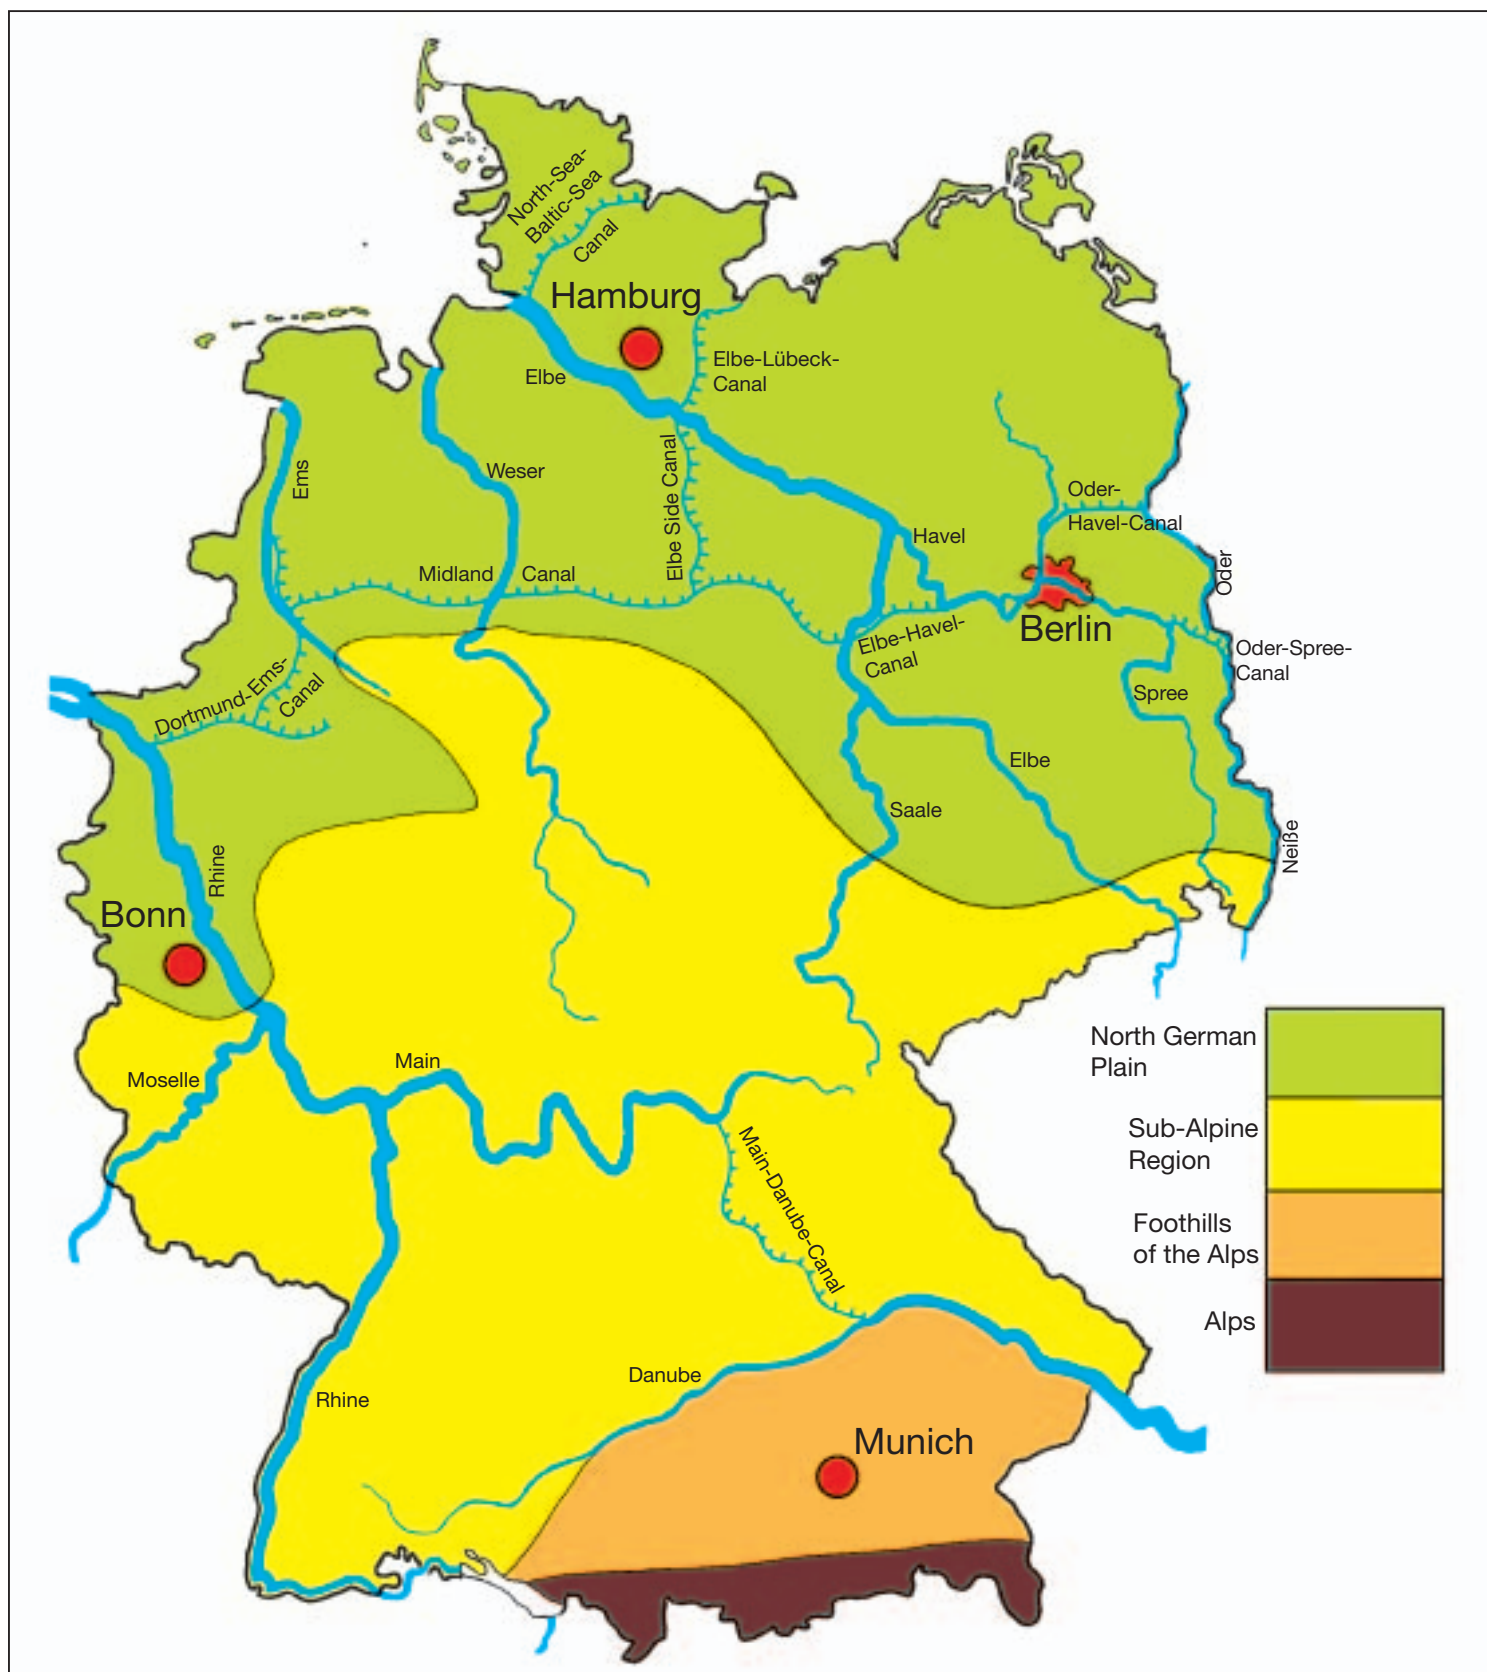 North-Sea-
Baltic-Sea
Canal
Hamburg
Elbe-Lübeck-
Canal
Elbe
Ems
Weser
Elbe Side Canal
Oder-
Havel-Canal
Havel
Oder
Midland Canal
Berlin
Elbe-Havel-
Canal
Oder-Spree-
Canal
Dortmund-Ems-
Canal
Spree
Elbe
Saale
Neiße
Rhine
Bonn
North German
Plain
Main
Moselle
Sub-Alpine
Region
Main-Danube-Canal
Foothills
of the Alps
Alps
Danube
Rhine
Munich